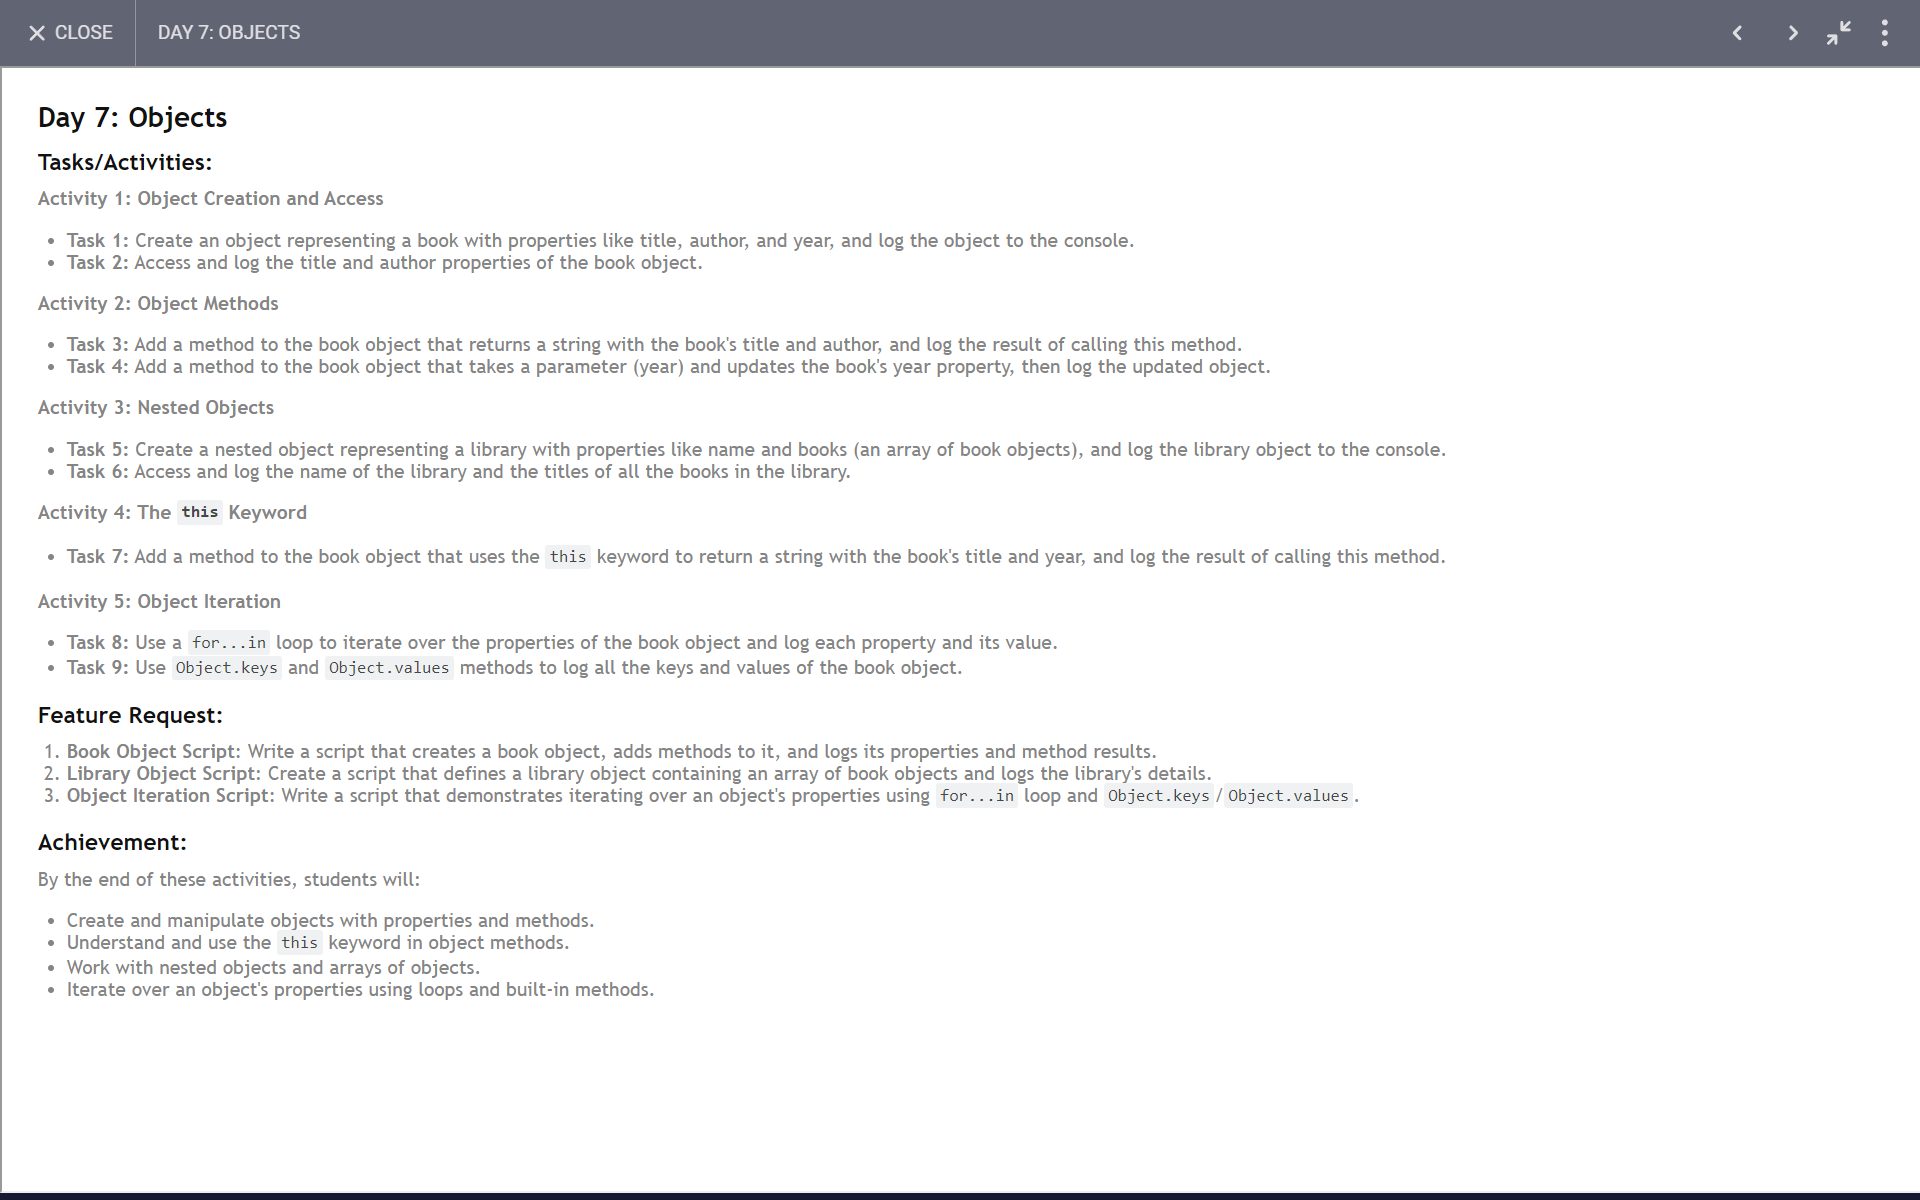 CLOSE
DAY 7: OBJECTS
Day 7: Objects
Tasks/Activities:
Activity 1: Object Creation and Access
• Task 1: Create an object representing a book with properties like title, author, and year, and log the object to the console.
• Task 2: Access and log the title and author properties of the book object.
Activity 2: Object Methods
• Task 3: Add a method to the book object that returns a string with the book's title and author, and log the result of calling this method.
• Task 4: Add a method to the book object that takes a parameter (year) and updates the book's year property, then log the updated object.
Activity 3: Nested Objects
• Task 5: Create a nested object representing a library with properties like name and books (an array of book objects), and log the library object to the console.
• Task 6: Access and log the name of the library and the titles of all the books in the library.
Activity 4: The this Keyword
• Task 7: Add a method to the book object that uses the this keyword to return a string with the book's title and year, and log the result of calling this method.
Activity 5: Object Iteration
• Task 8: Use a for...in loop to iterate over the properties of the book object and log each property and its value.
• Task 9: Use Object.keys and Object.values methods to log all the keys and values of the book object.
Feature Request:
1. Book Object Script: Write a script that creates a book object, adds methods to it, and logs its properties and method results.
2. Library Object Script: Create a script that defines a library object containing an array of book objects and logs the library's details.
3. Object Iteration Script: Write a script that demonstrates iterating over an object's properties using for...in loop and Object.keys/Object.values.
Achievement:
By the end of these activities, students will:
• Create and manipulate objects with properties and methods.
• Understand and use the this keyword in object methods.
• Work with nested objects and arrays of objects.
• Iterate over an object's properties using loops and built-in methods.